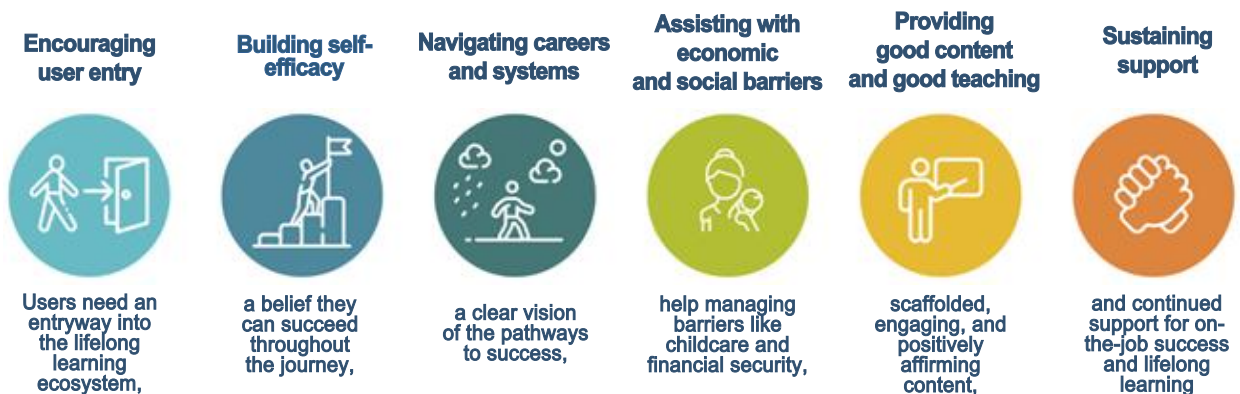 Encouraging
user entry
Users need an
entryway into
the lifelong
learning
ecosystem,
Building self-
efficacy
a belief they
can succeed
throughout
the journey,
Navigating careers
and systems
a clear vision
of the pathways
to success,
Assisting with
economic
and social barriers
help managing
barriers like
childcare and
financial security,
Providing
good content
and good teaching
scaffolded,
engaging, and
positively
affirming
content,
Sustaining
support
and continued
support for on-
the-job success
and lifelong
learning